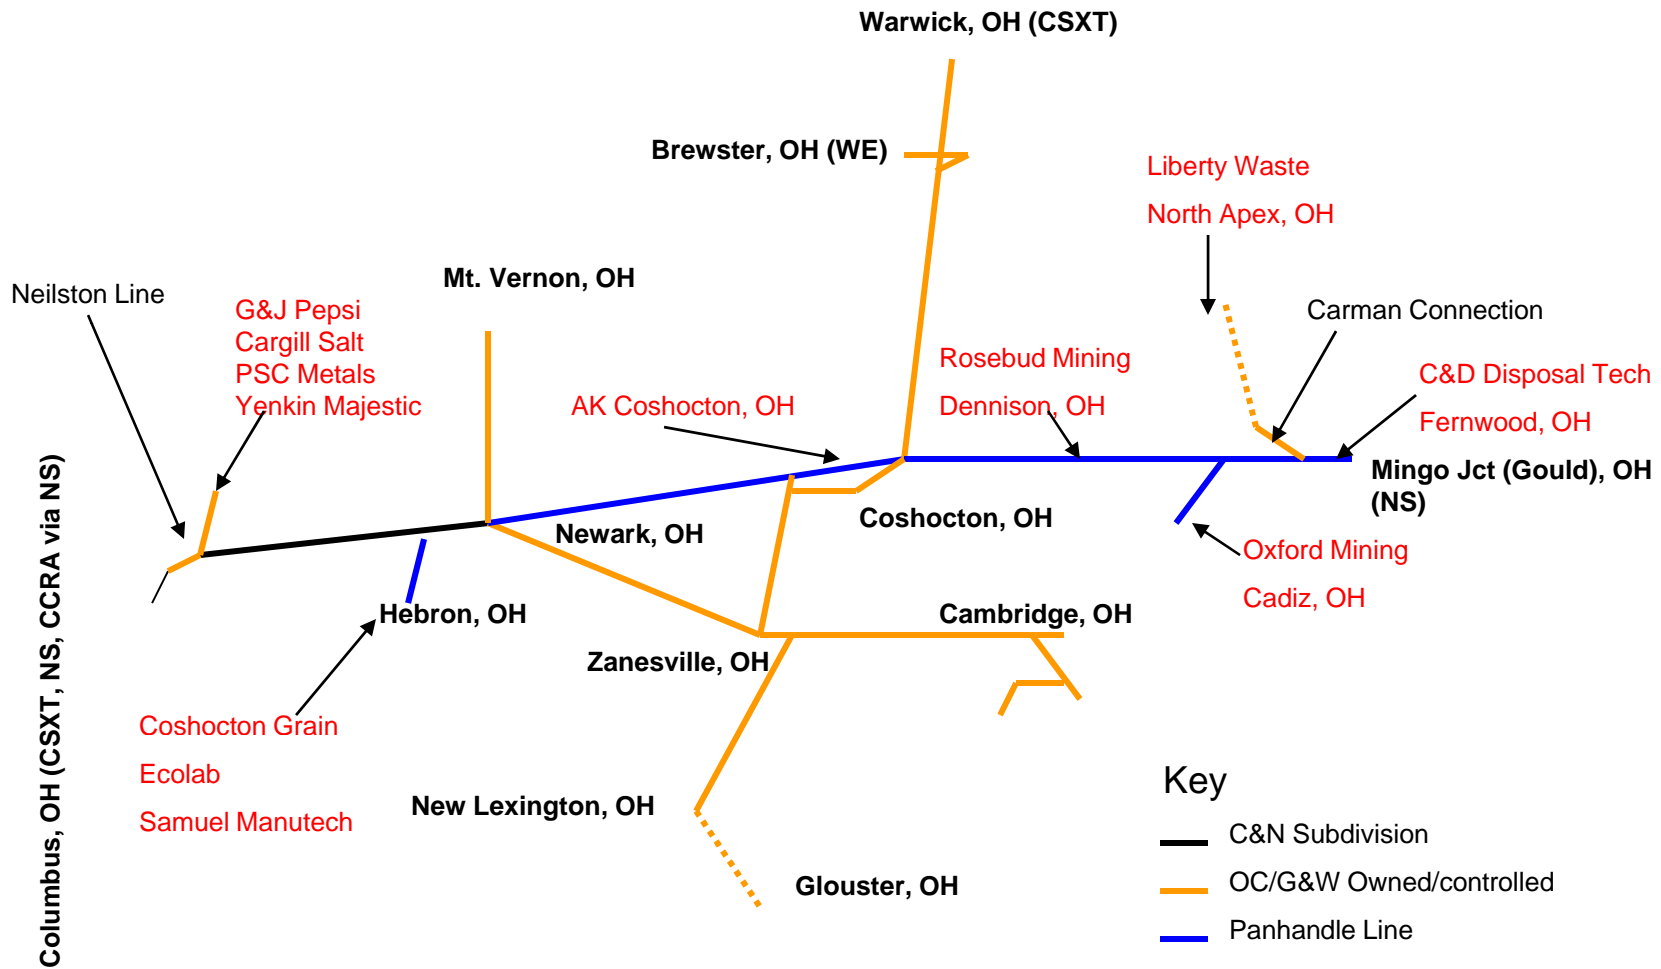 Warwick, OH (CSXT)
Brewster, OH (WE)
Liberty Waste
North Apex, OH
Mt. Vernon, OH
Neilston Line
G&J Pepsi
Cargill Salt
PSC Metals
Yenkin Majestic
Carman Connection
Rosebud Mining
Dennison, OH
AK Coshocton, OH
C&D Disposal Tech
Fernwood, OH
Mingo Jct (Gould), OH
(NS)
Newark, OH
Coshocton, OH
Oxford Mining
Cadiz, OH
Hebron, OH
Cambridge, OH
Zanesville, OH
Columbus, OH (CSXT, NS, CCRA via NS)
Coshocton Grain
Ecolab
Samuel Manutech
New Lexington, OH
Glouster, OH
Key
C&N Subdivision
OC/G&W Owned/controlled
Panhandle Line